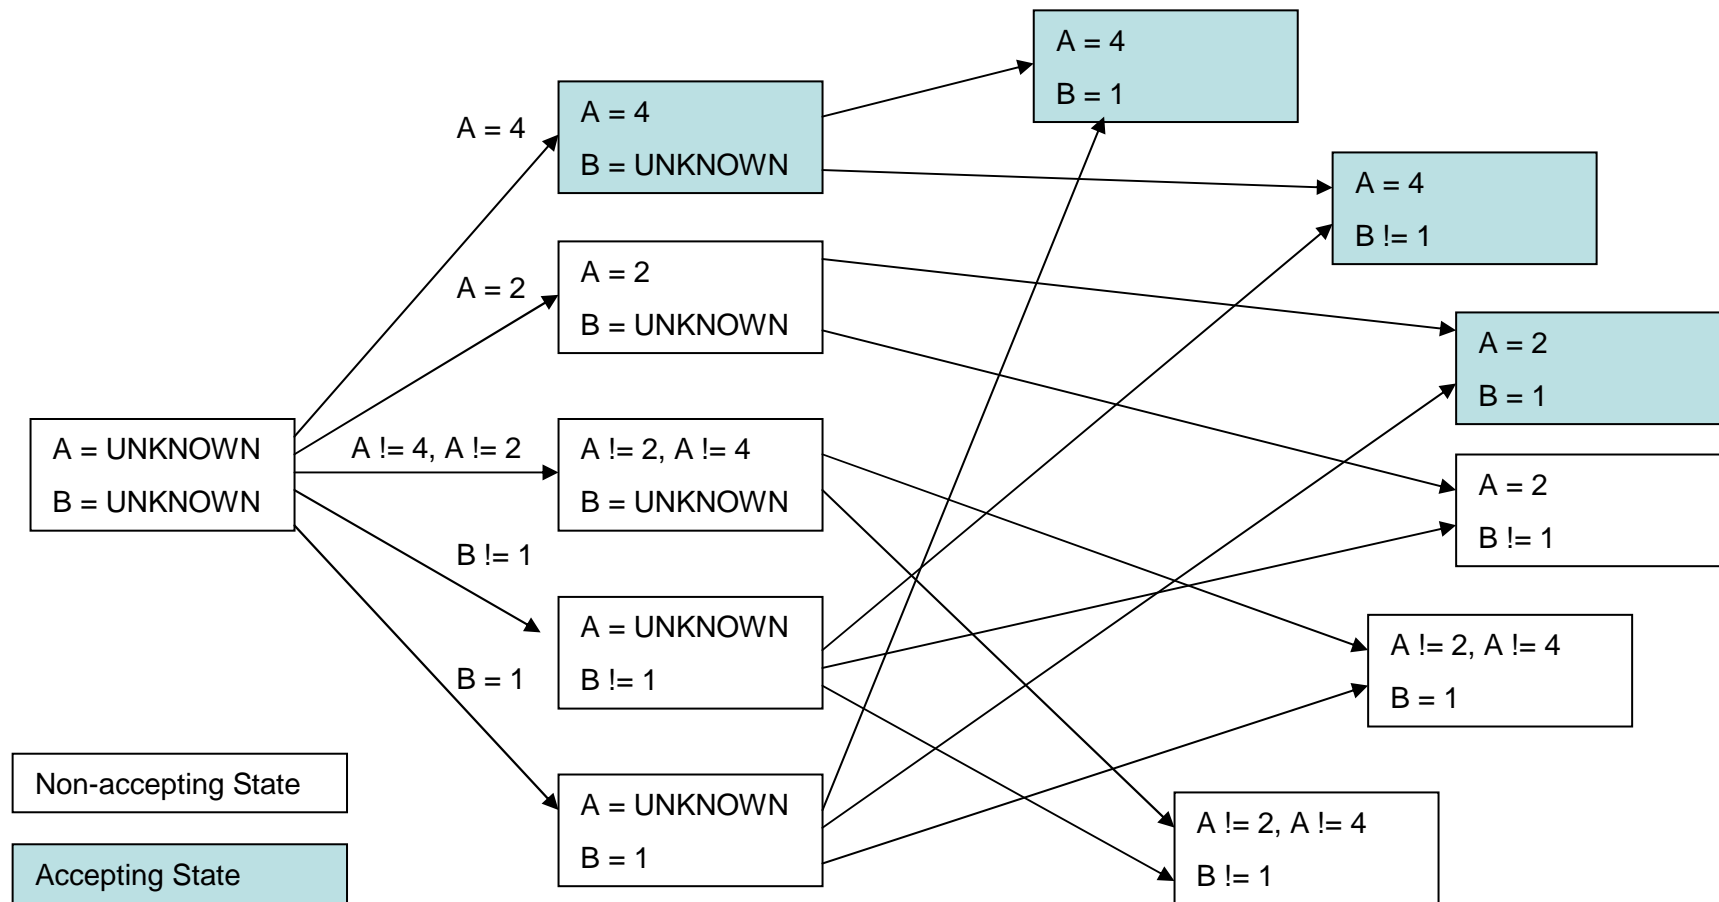 A = 4
B = 1
A = 4
A = 4
B = UNKNOWN
A = 4
B != 1
A = 2
A = 2
B = UNKNOWN
A = 2
B = 1
A = UNKNOWN
B = UNKNOWN
A != 4, A != 2
A != 2, A != 4
B = UNKNOWN
A = 2
B != 1
B != 1
A = UNKNOWN
B != 1
A != 2, A != 4
B = 1
B = 1
Non-accepting State
A = UNKNOWN
B = 1
A != 2, A != 4
B != 1
Accepting State